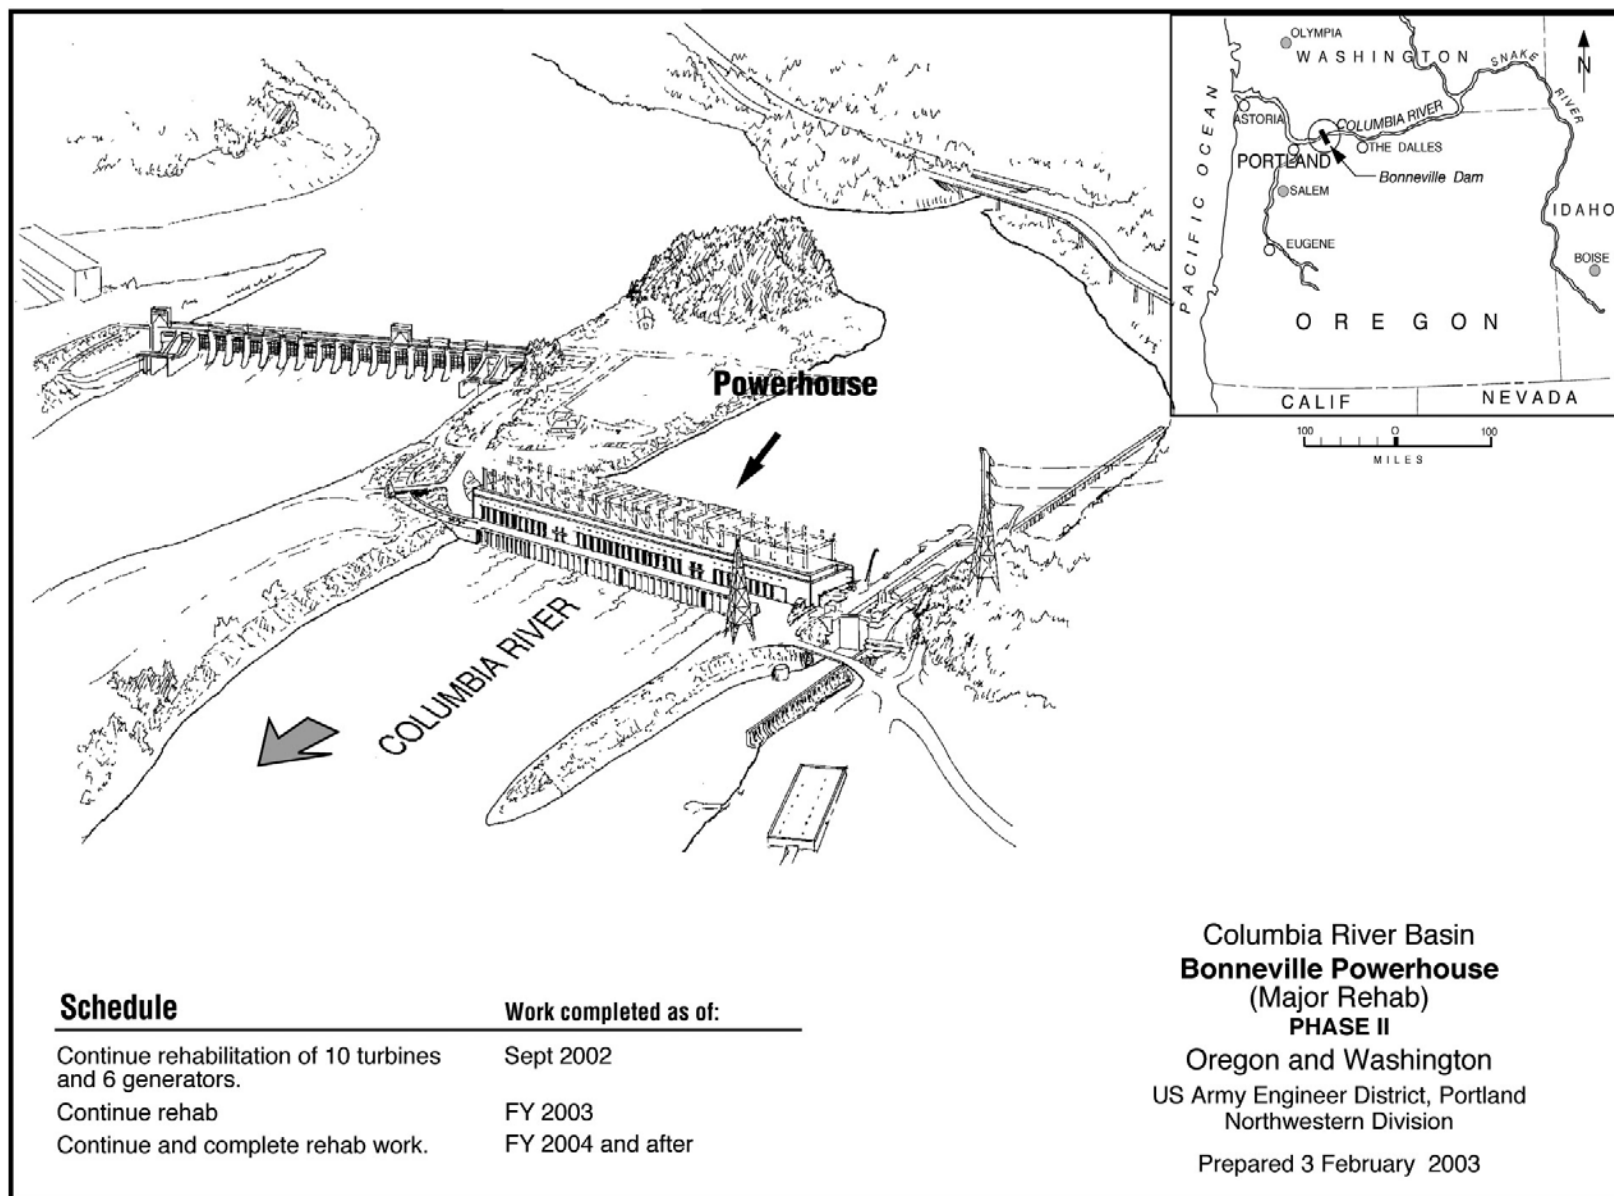 OLYMPIA
WASHINGTON
SNAKE
RIVER
N
PACIFIC OCEAN
ASTORIA
COLUMBIA RIVER
PORTLAND
THE DALLES
Bonneville Dam
SALEM
IDAHO
EUGENE
BOISE
OREGON
CALIF
NEVADA
100 0 100
MILES
Powerhouse
COLUMBIA RIVER
Schedule Work completed as of:
Continue rehabilitation of 10 turbines Sept 2002
and 6 generators.
Continue rehab FY 2003
Continue and complete rehab work. FY 2004 and after
Columbia River Basin
Bonneville Powerhouse
(Major Rehab)
PHASE II
Oregon and Washington
US Army Engineer District, Portland
Northwestern Division
Prepared 3 February 2003